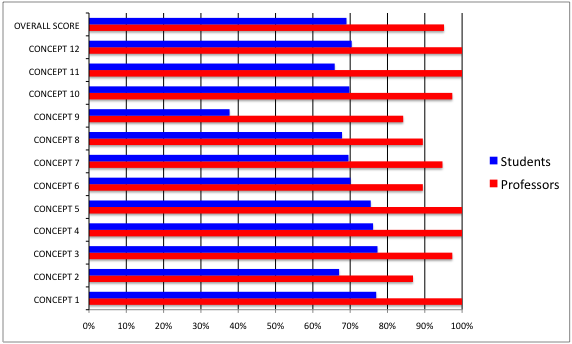 OVERALL SCORE
CONCEPT 12
CONCEPT 11
CONCEPT 10
CONCEPT 9
CONCEPT 8
CONCEPT 7
CONCEPT 6
CONCEPT 5
CONCEPT 4
CONCEPT 3
CONCEPT 2
CONCEPT 1
0% 10% 20% 30% 40% 50% 60% 70% 80% 90% 100%
Students
Professors